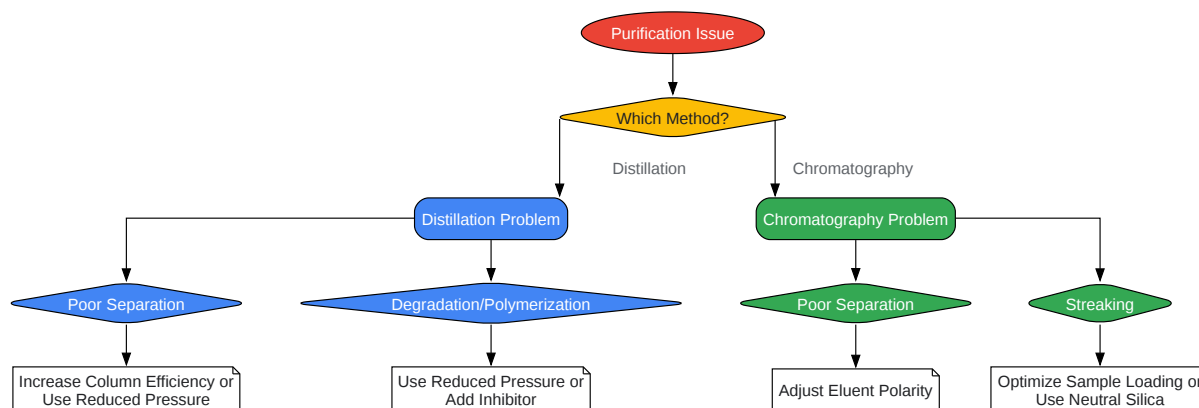 Purification Issue
Which Method?
Distillation
Chromatography
Distillation Problem
Chromatography Problem
Poor Separation
Degradation/Polymerization
Poor Separation
Streaking
Increase Column Efficiency or
Use Reduced Pressure
Use Reduced Pressure or
Add Inhibitor
Adjust Eluent Polarity
Optimize Sample Loading or
Use Neutral Silica